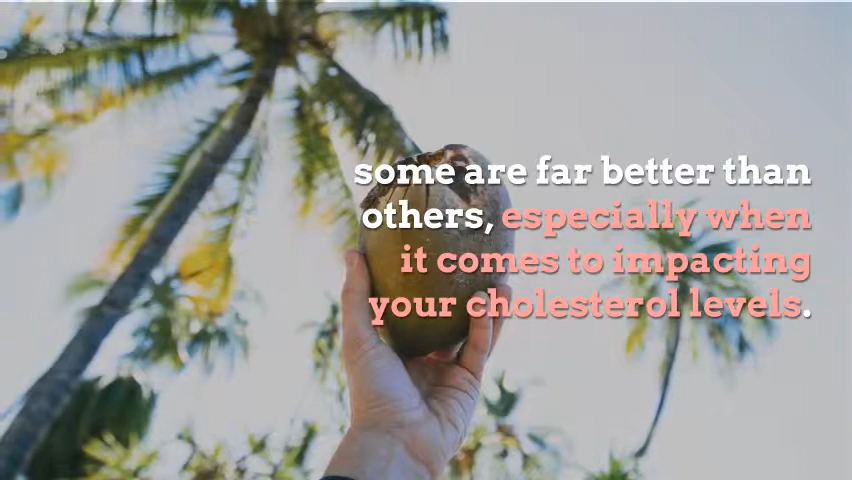 some are far better than
others, especially when
it comes to impacting
your cholesterol levels.